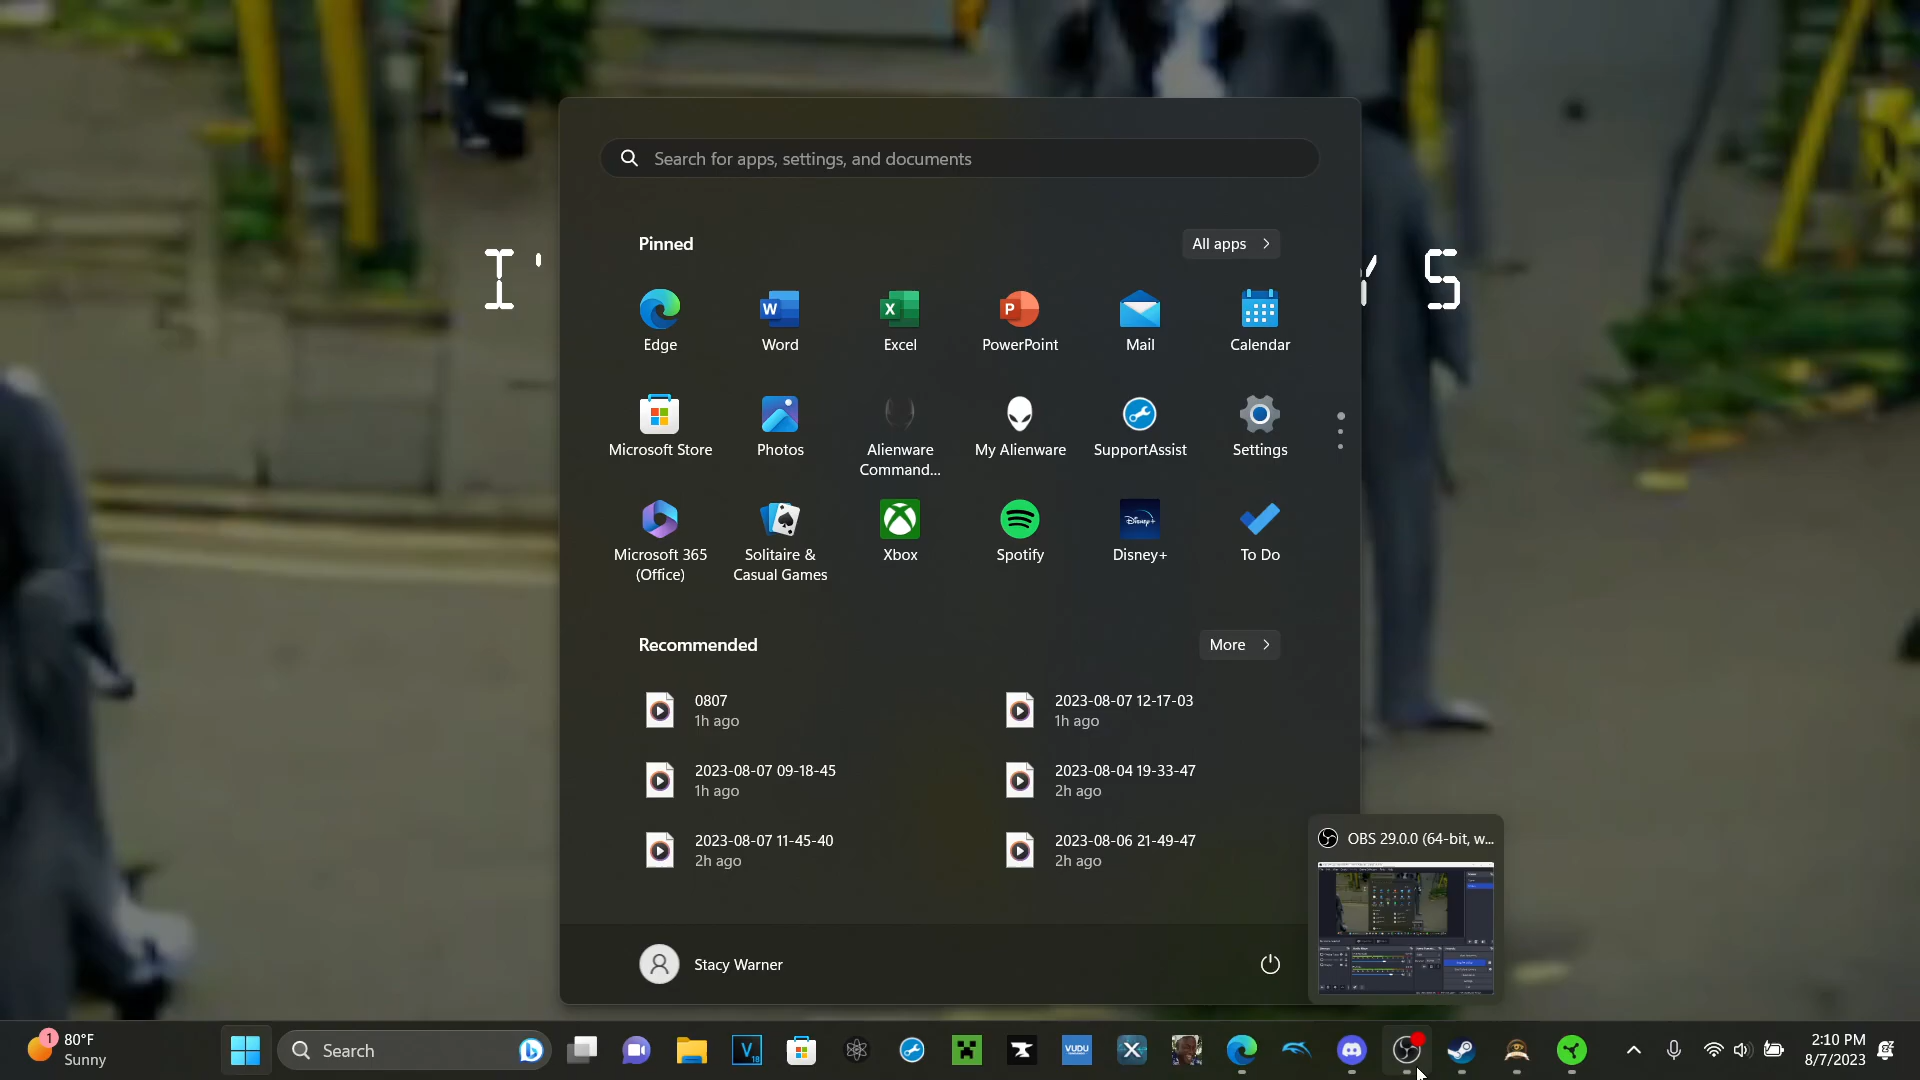 Search for apps, settings, and documents
Pinned
All apps
I'
Y S
Edge
Word
Excel
PowerPoint
Mail
Calendar
Microsoft Store
Photos
Alienware
Command...
My Alienware
SupportAssist
Settings
Microsoft 365
(Office)
Solitaire &
Casual Games
Xbox
Spotify
Disney+
To Do
Recommended
More
0807
1h ago
2023-08-07 12-17-03
1h ago
2023-08-07 09-18-45
1h ago
2023-08-04 19-33-47
2h ago
2023-08-07 11-45-40
2h ago
2023-08-06 21-49-47
2h ago
OBS 29.0.0 (64-bit, w...
Stacy Warner
1
80°F
Sunny
Search
V
18
VUDU
2:10 PM
8/7/2023